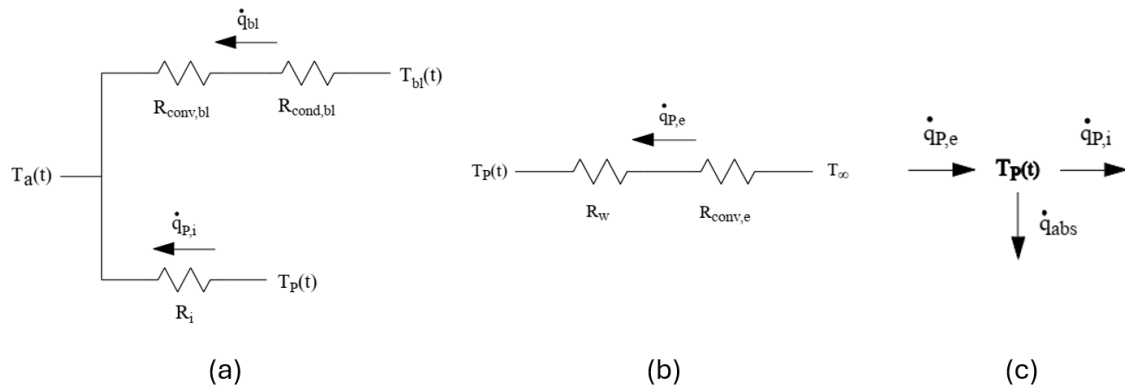 q̇bl
Rconv,bl
Rcond,bl
Tbl(t)
Ta(t)
q̇P,i
Ri
TP(t)
(a)
q̇P,e
TP(t)
Rw
Rconv,e
T∞
(b)
q̇P,e
TP(t)
q̇P,i
q̇abs
(c)